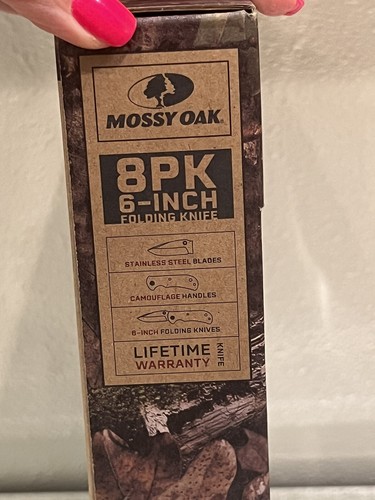 MOSSY OAK
8PK
6-INCH
FOLDING KNIFE
STAINLESS STEEL BLADES
CAMOUFLAGE HANDLES
6-INCH FOLDING KNIVES
LIFETIME
WARRANTY
KNIFE